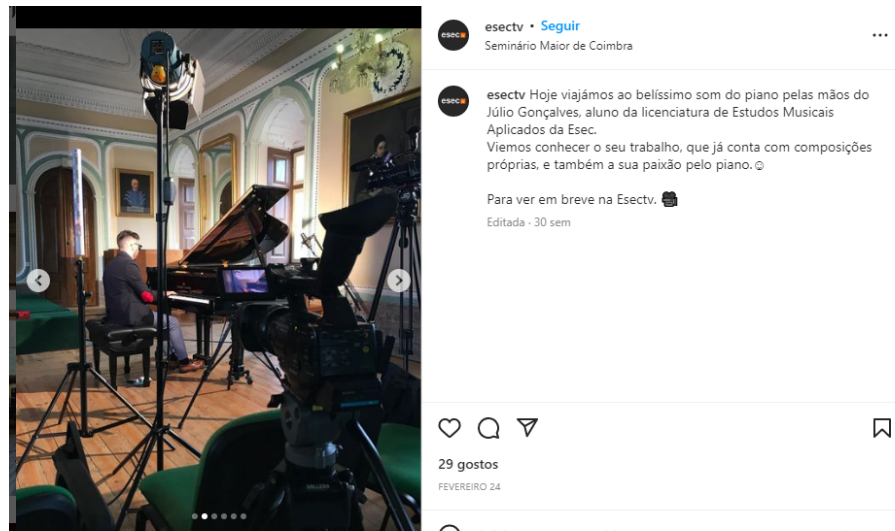 esec
esectv • Seguir
Seminário Maior de Coimbra
esec
esectv Hoje viajámos ao belíssimo som do piano pelas mãos do
Júlio Gonçalves, aluno da licenciatura de Estudos Musicais
Aplicados da Esec.
Viemos conhecer o seu trabalho, que já conta com composições
próprias, e também a sua paixão pelo piano.☺
Para ver em breve na Esectv. 🎥
Editada · 30 sem
29 gostos
FEVEREIRO 24